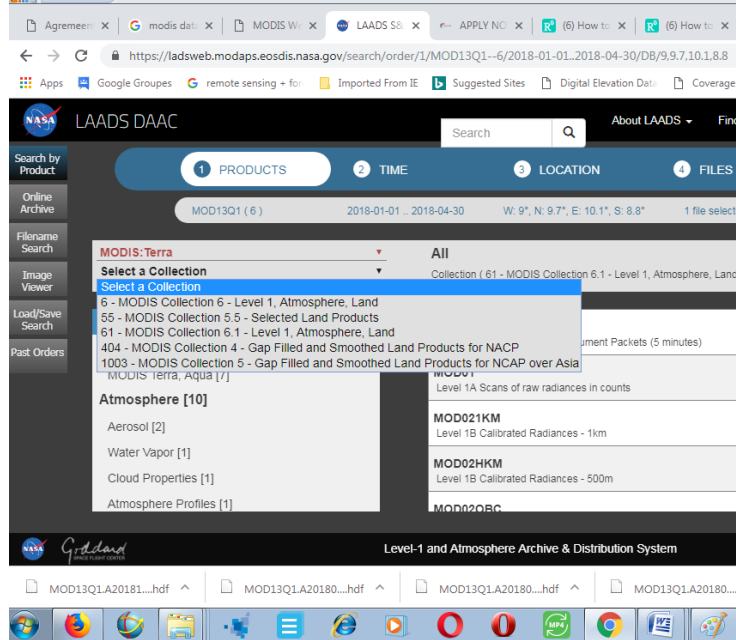 Agreemen
modis dat
MODIS We
LAADS S&
APPLY NO
(6) How to
(6) How to
https://ladsweb.modaps.eosdis.nasa.gov/search/order/1/MOD13Q1--6/2018-01-01..2018-04-30/DB/9,9.7,10.1,8.8
Apps
Google Groupes
remote sensing + for
Imported From IE
Suggested Sites
Digital Elevation Data
Coverage
NASA
LAADS DAAC
Search
About LAADS
Find
Search by
Product
Online
Archive
Filename
Search
Image
Viewer
Load/Save
Search
Past Orders
1 PRODUCTS
2 TIME
3 LOCATION
4 FILES
MOD13Q1 ( 6 )
2018-01-01 .. 2018-04-30
W: 9°, N: 9.7°, E: 10.1°, S: 8.8°
1 file select
MODIS:Terra
Select a Collection
Select a Collection
6 - MODIS Collection 6 - Level 1, Atmosphere, Land
55 - MODIS Collection 5.5 - Selected Land Products
61 - MODIS Collection 6.1 - Level 1, Atmosphere, Land
404 - MODIS Collection 4 - Gap Filled and Smoothed Land Products for NACP
1003 - MODIS Collection 5 - Gap Filled and Smoothed Land Products for NCAP over Asia
MODIS Terra, Aqua [7]
Atmosphere [10]
Aerosol [2]
Water Vapor [1]
Cloud Properties [1]
Atmosphere Profiles [1]
All
Collection ( 61 - MODIS Collection 6.1 - Level 1, Atmosphere, Land
ument Packets (5 minutes)
MOD01
Level 1A Scans of raw radiances in counts
MOD021KM
Level 1B Calibrated Radiances - 1km
MOD02HKM
Level 1B Calibrated Radiances - 500m
MOD02OBC
NASA
Goddard
SPACE FLIGHT CENTER
Level-1 and Atmosphere Archive & Distribution System
MOD13Q1.A20181....hdf
MOD13Q1.A20180....hdf
MOD13Q1.A20180....hdf
MOD13Q1.A20180....
MP4